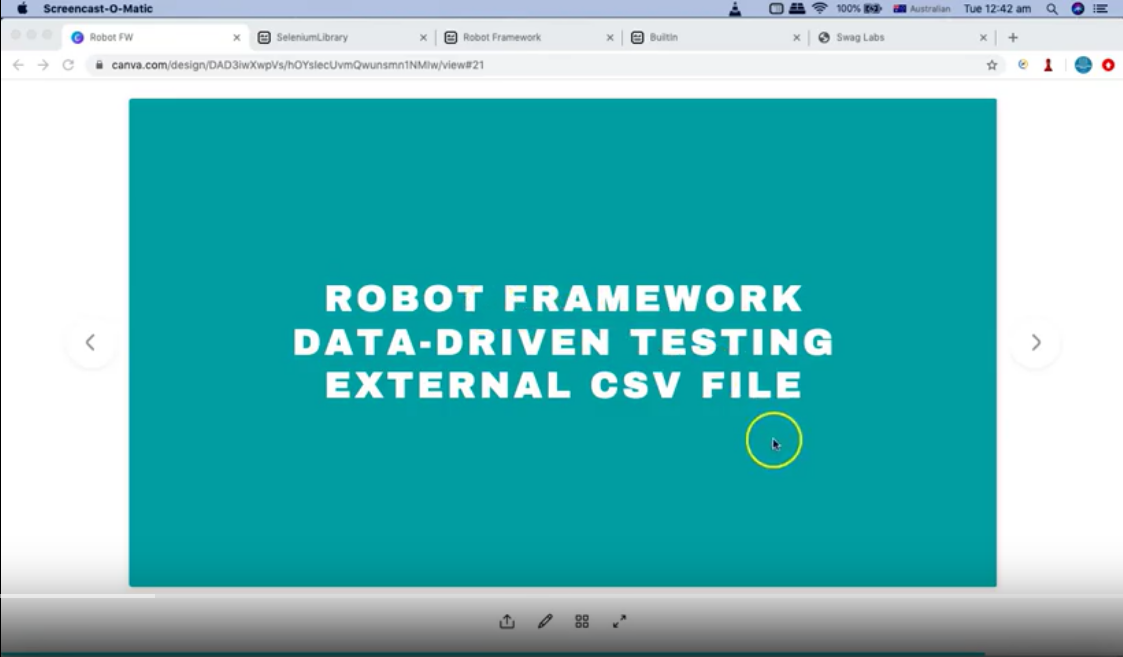 Screencast-O-Matic
100%
Australian
Tue 12:42 am
Robot FW
SeleniumLibrary
Robot Framework
BuiltIn
Swag Labs
canva.com/design/DAD3iwXwpVs/hOYslecUvmQwunsmn1NMlw/view#21
ROBOT FRAMEWORK
DATA-DRIVEN TESTING
EXTERNAL CSV FILE